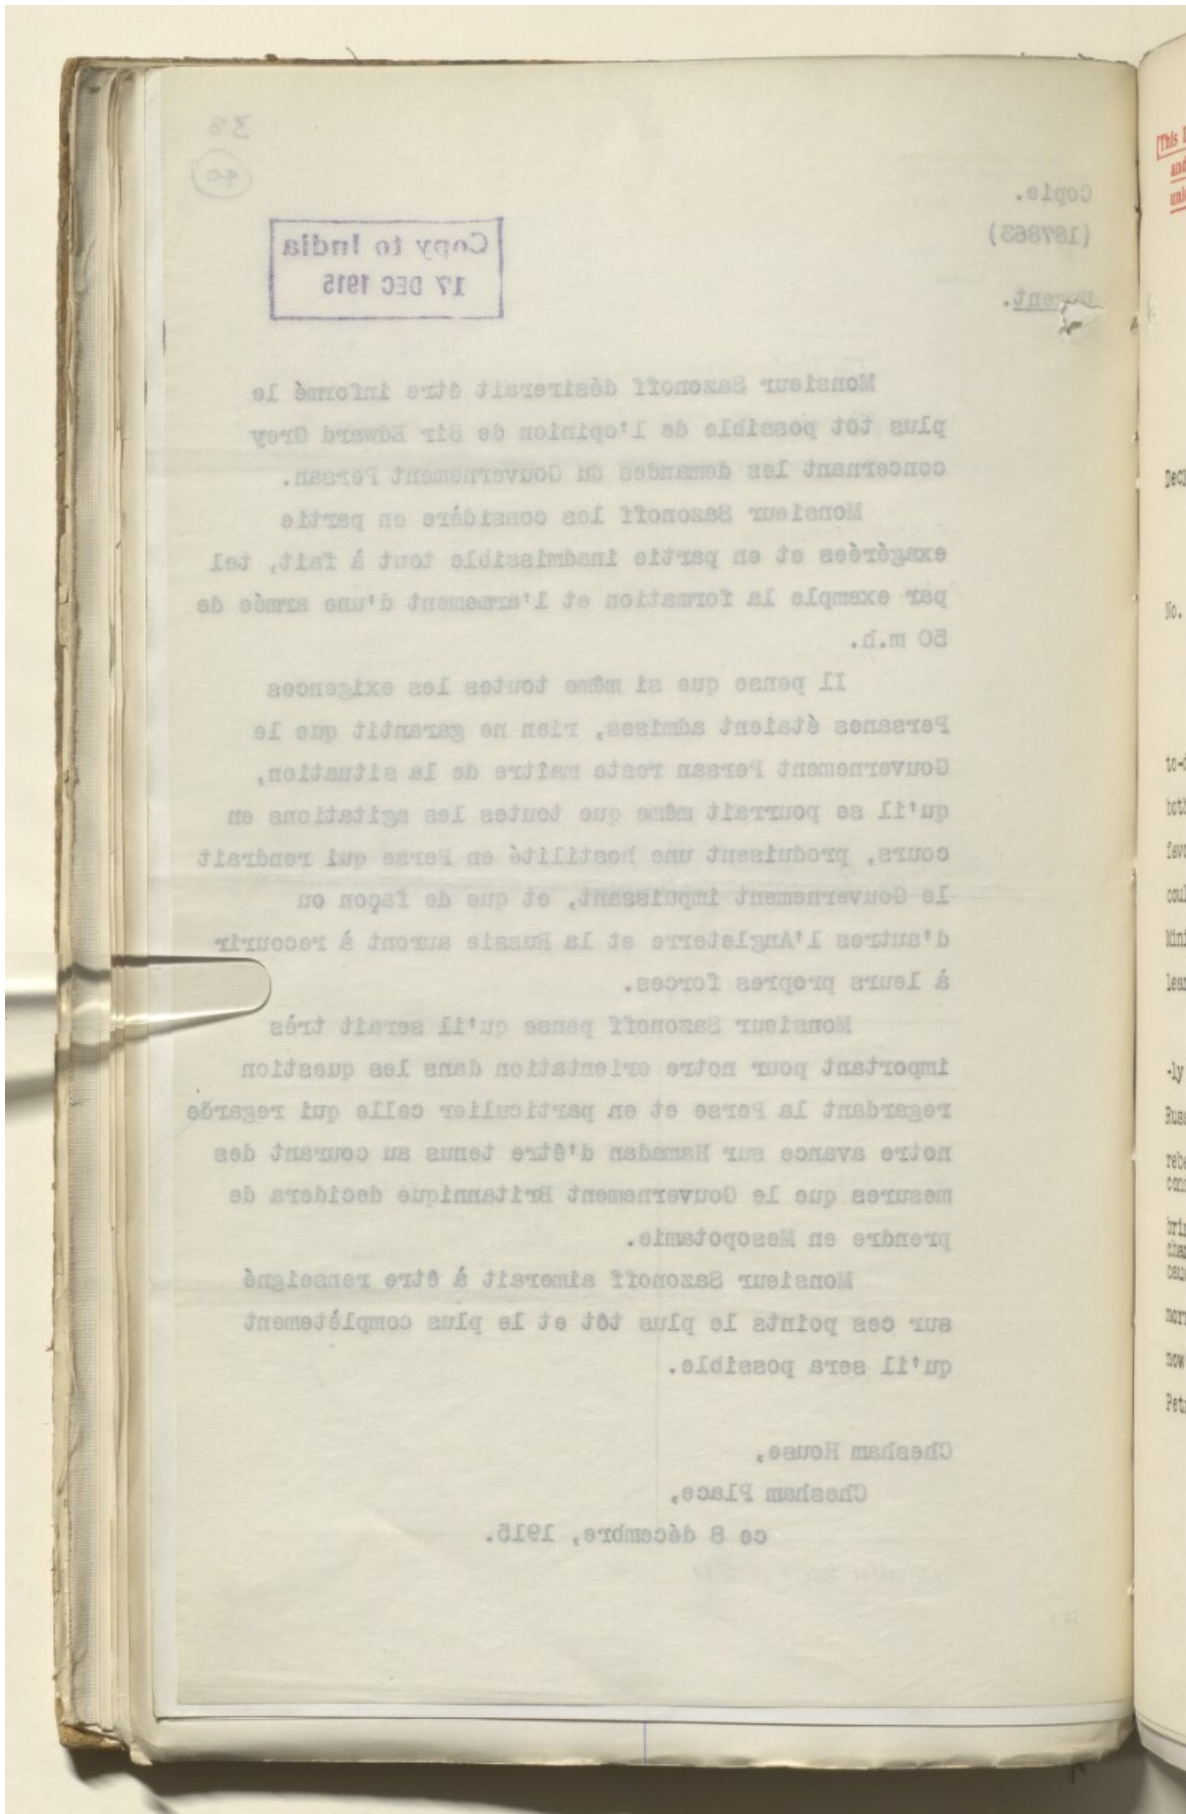 38
40
Copie.
(187863)
Urgent.
Copy to India
17 DEC 1915
Monsieur Sazonoff désirerait être informé le
plus tôt possible de l'opinion de Sir Edward Grey
concernant les demandes du Gouvernement Persan.
Monsieur Sazonoff les considère en partie
exagérées et en partie inadmissible tout à fait, tel
par exemple la formation et l'armement d'une armée de
50 m.h.
Il pense que si même toutes les exigences
Persanes étaient admises, rien ne garantit que le
Gouvernement Persan reste maître de la situation,
qu'il se pourrait même que toutes les agitations en
cours, produisent une hostilité en Perse qui rendrait
le Gouvernement impuissant, et que de façon ou
d'autres l'Angleterre et la Russie auront à recourir
à leurs propres forces.
Monsieur Sazonoff pense qu'il serait très
important pour notre orientation dans les question
regardant la Perse et en particulier celle qui regarde
notre avance sur Hamadan d'être tenus au courant des
mesures que le Gouvernement Britannique decidera de
prendre en Mesopotamie.
Monsieur Sazonoff aimerait à être renseigné
sur ces points le plus tôt et le plus complètement
qu'il sera possible.
Chesham House,
Chesham Place,
ce 8 décembre, 1915.
[This
and
No.
-ly
now